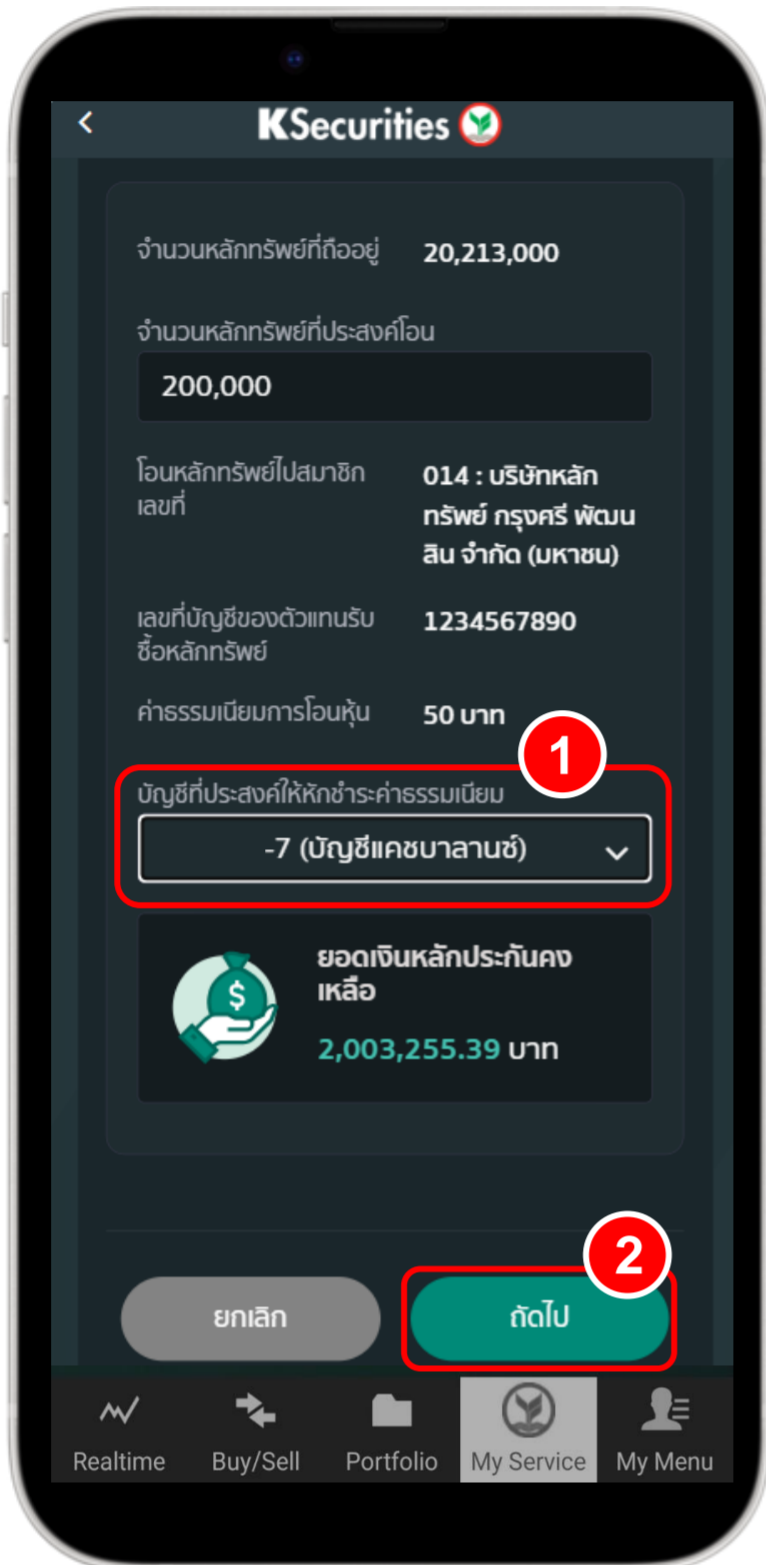 KSecurities
จำนวนหลักทรัพย์ที่ถืออยู่ 20,213,000
จำนวนหลักทรัพย์ที่ประสงค์โอน
200,000
โอนหลักทรัพย์ไปสมาชิก
เลขที่
014 : บริษัทหลัก
ทรัพย์ กรุงศรี พัฒน
สิน จำกัด (มหาชน)
เลขที่บัญชีของตัวแทนรับ
ซื้อหลักทรัพย์
1234567890
ค่าธรรมเนียมการโอนหุ้น 50 บาท
1
บัญชีที่ประสงค์ให้หักชำระค่าธรรมเนียม
-7 (บัญชีแคชบาลานซ์)
$
ยอดเงินหลักประกันคง
เหลือ
2,003,255.39 บาท
2
ยกเลิก ถัดไป
Realtime Buy/Sell Portfolio My Service My Menu